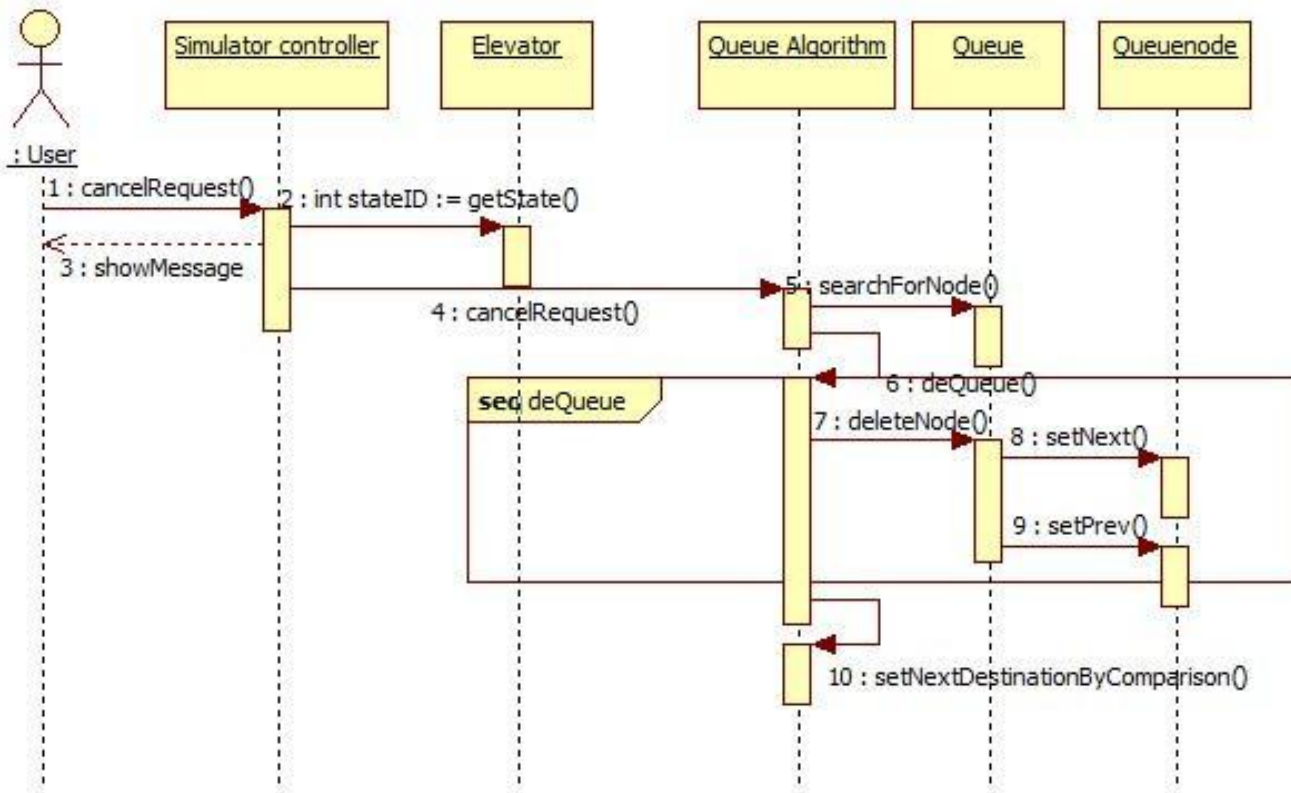 Simulator controller
Elevator
Queue Algorithm
Queue
Queuenode
: User
1 : cancelRequest()
2 : int stateID := getState()
3 : showMessage
4 : cancelRequest()
5 : searchForNode()
6 : deQueue()
seq deQueue
7 : deleteNode()
8 : setNext()
9 : setPrev()
10 : setNextDestinationByComparison()